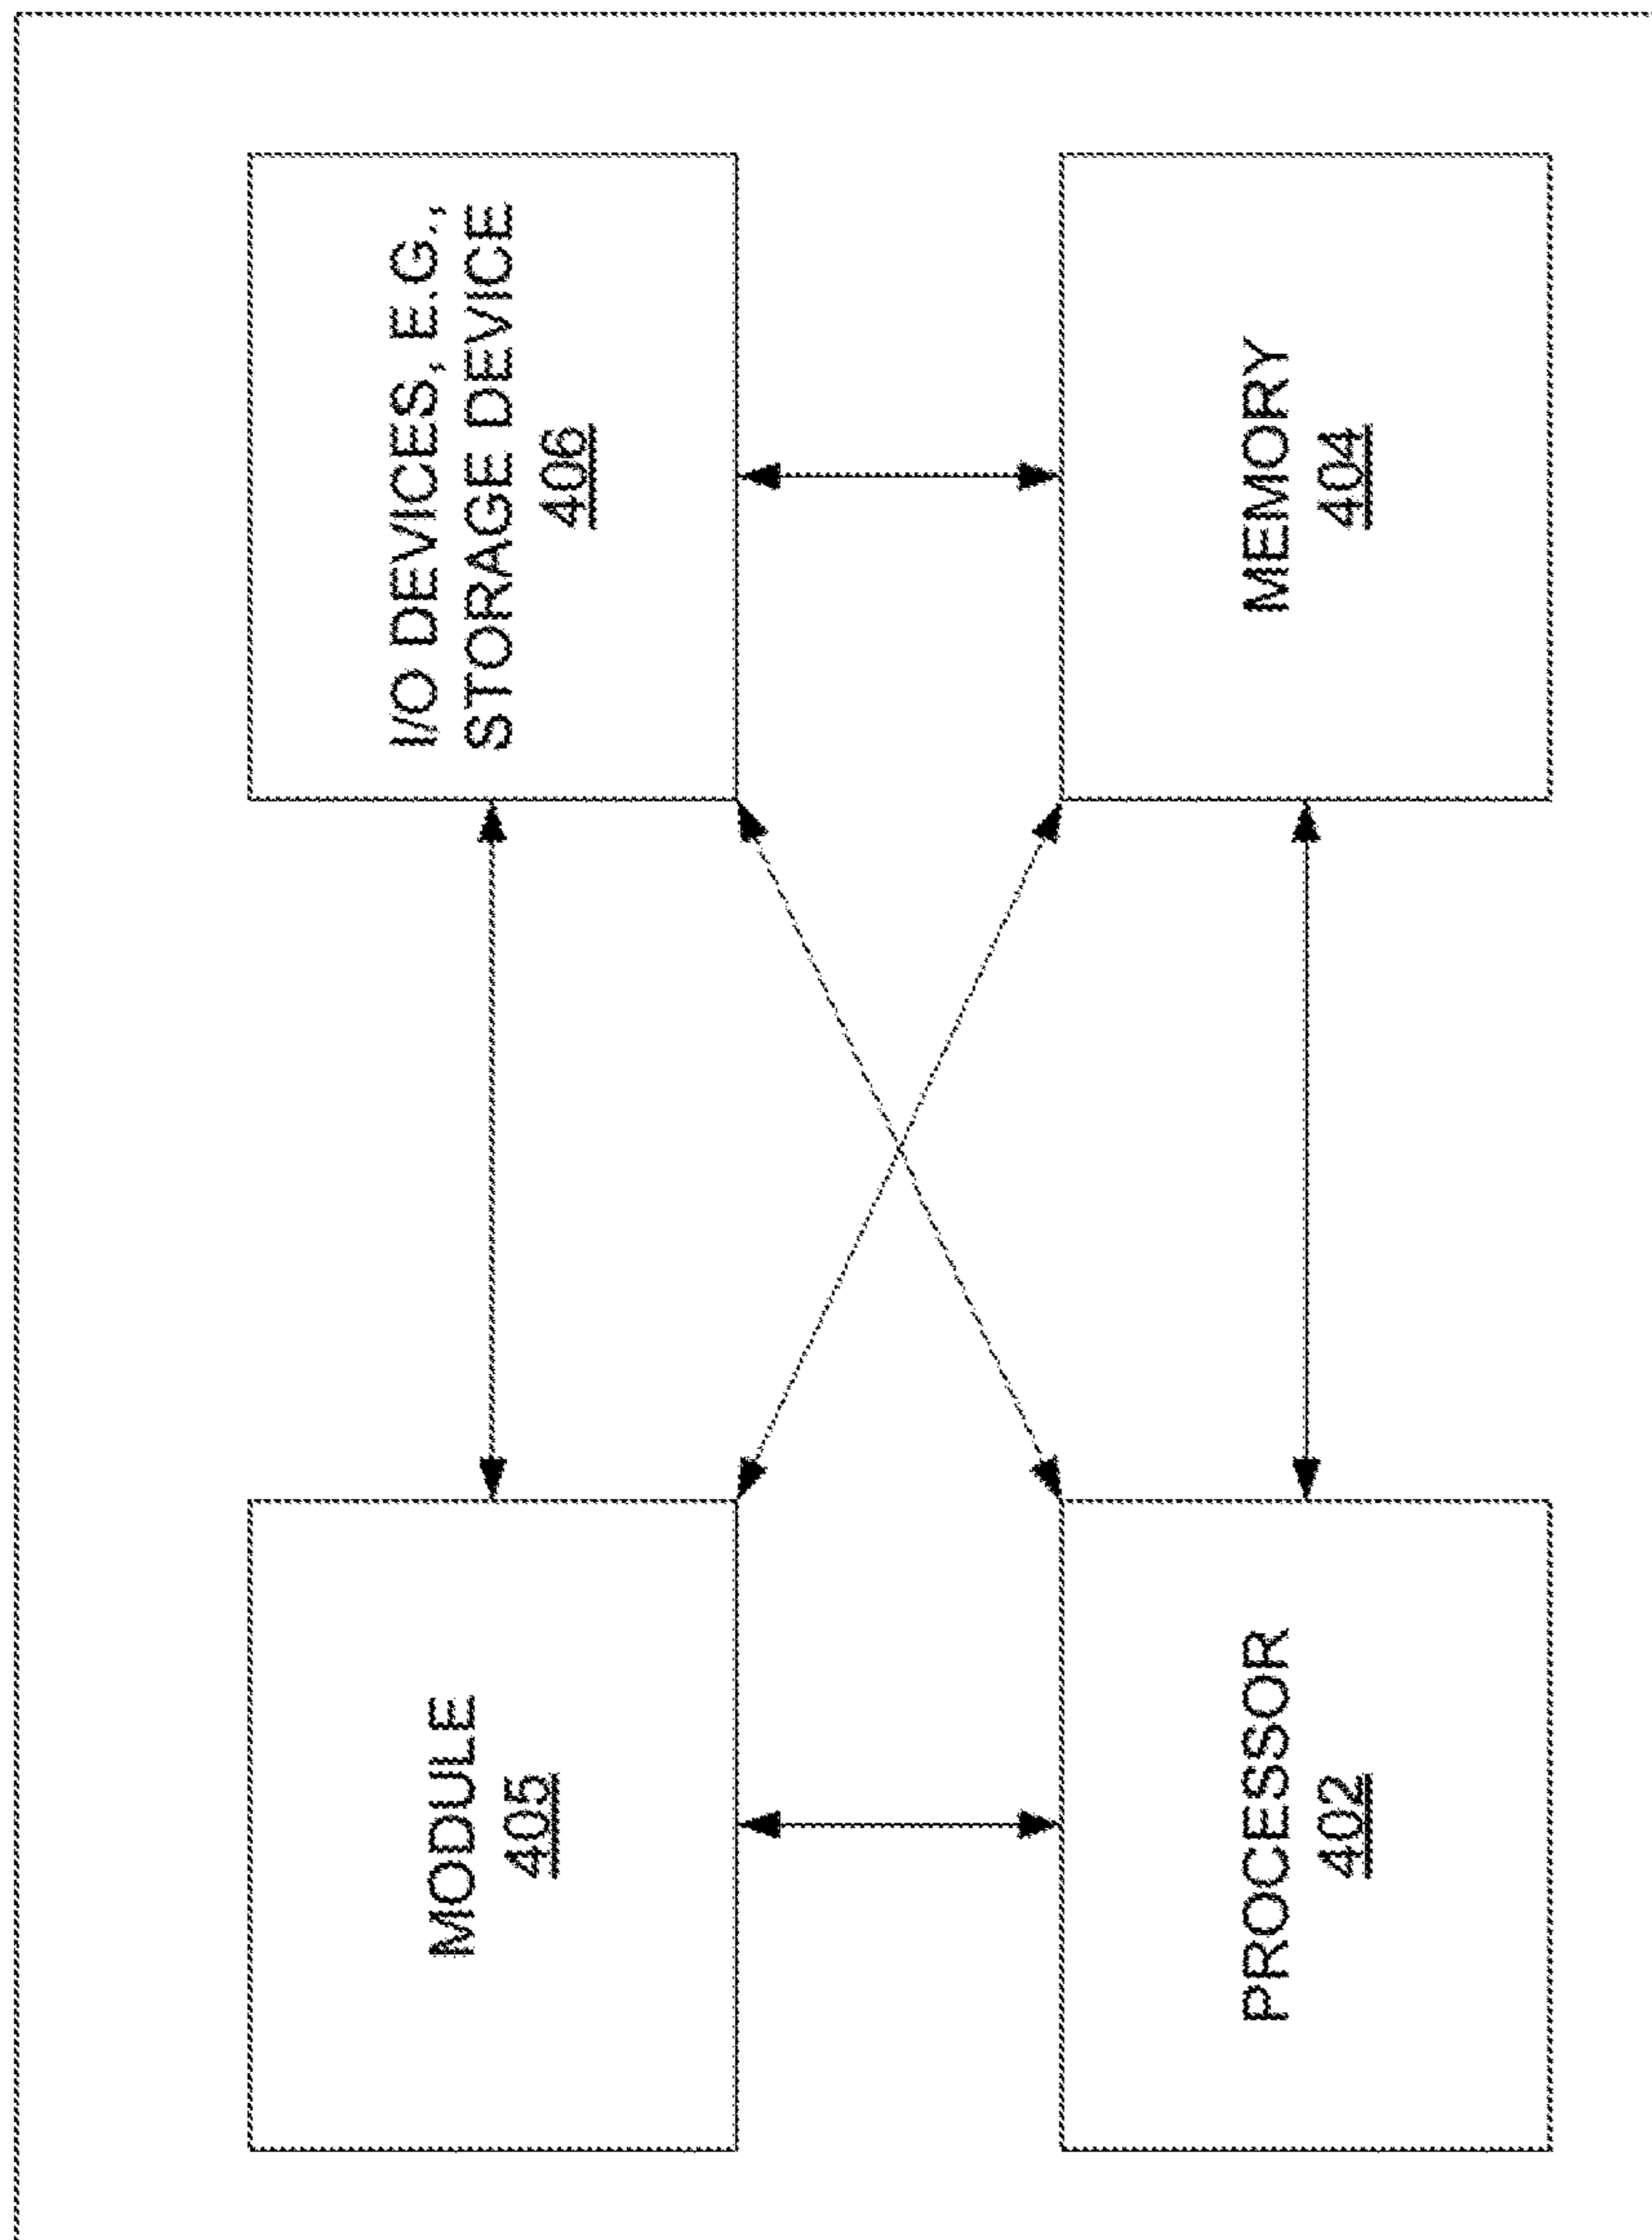 MODULE
405
I/O DEVICES, E.G.,
STORAGE DEVICE
406
PROCESSOR
402
MEMORY
404